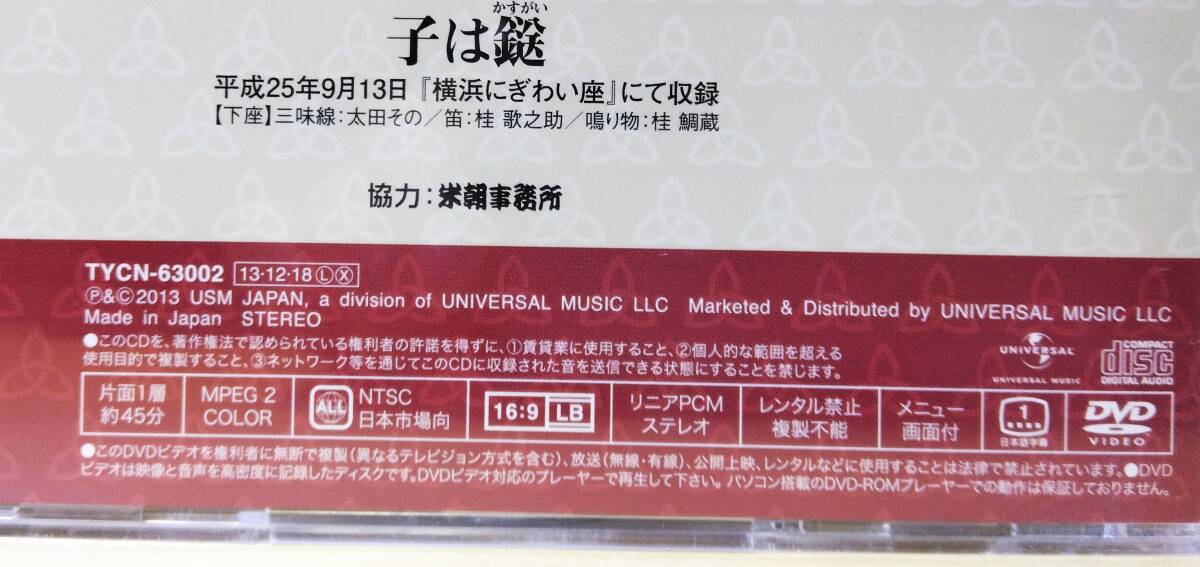 かすがい
子は鎹
平成25年9月13日『横浜にぎわい座』にて収録
【下座】三味線:太田その／笛:桂 歌之助／鳴り物:桂 鯛蔵
協力:米朝事務所
TYCN-63002 13・12・18ⓁⓍ
Ⓟ&Ⓒ2013 USM JAPAN, a division of UNIVERSAL MUSIC LLC Marketed & Distributed by UNIVERSAL MUSIC LLC
Made in Japan STEREO
●このCDを、著作権法で認められている権利者の許諾を得ずに、①賃貸業に使用すること、②個人的な範囲を超える
使用目的で複製すること、③ネットワーク等を通じてこのCDに収録された音を送信できる状態にすることを禁じます。
UNIVERSAL
UNIVERSAL MUSIC
COMPACT
disc
DIGITAL AUDIO
片面1層
約45分
MPEG 2
COLOR
ALL
NTSC
日本市場向
16:9 LB
リニアPCM
ステレオ
レンタル禁止
複製不能
メニュー
画面付
1
日本語字幕
DVD
VIDEO
●このDVDビデオを権利者に無断で複製(異なるテレビジョン方式を含む)、放送(無線・有線)、公開上映、レンタルなどに使用することは法律で禁止されています。●DVD
ビデオは映像と音声を高密度に記録したディスクです。DVDビデオ対応のプレーヤーで再生して下さい。パソコン搭載のDVD-ROMプレーヤーでの動作は保証しておりません。